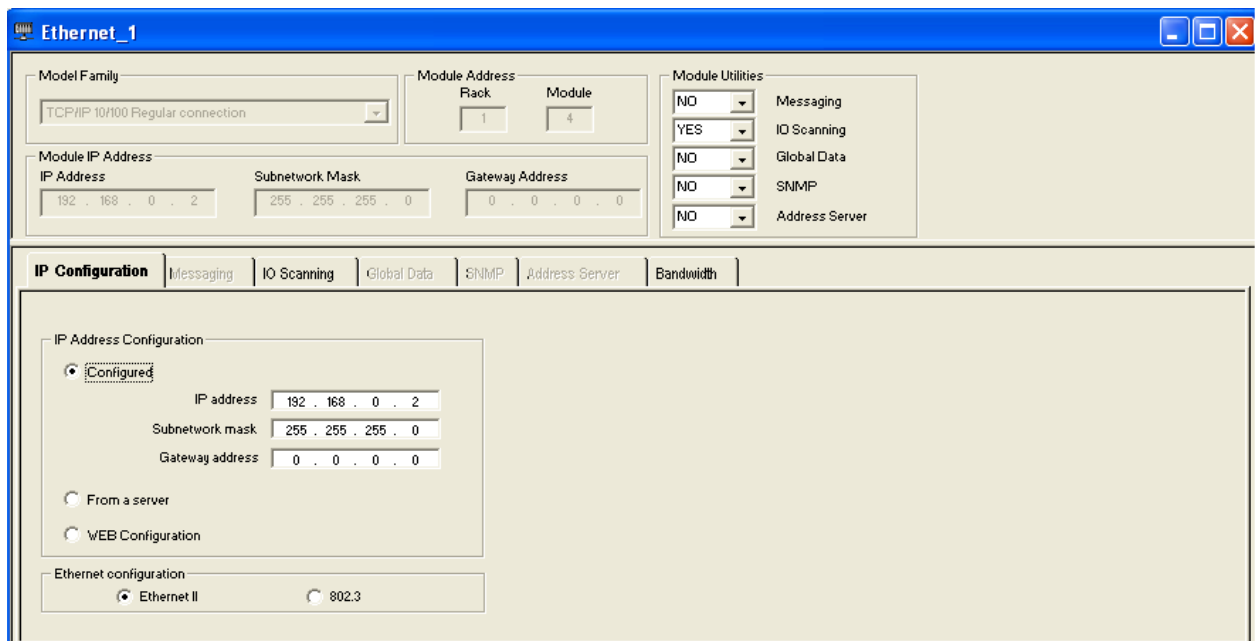 Ethernet_1
Model Family
TCP/IP 10/100 Regular connection
Module Address
Rack Module
1 4
Module Utilities
NO Messaging
YES IO Scanning
NO Global Data
NO SNMP
NO Address Server
Module IP Address
IP Address Subnetwork Mask Gateway Address
192 . 168 . 0 . 2 255 . 255 . 255 . 0 0 . 0 . 0 . 0
IP Configuration Messaging IO Scanning Global Data SNMP Address Server Bandwidth
IP Address Configuration
Configured
IP address 192 . 168 . 0 . 2
Subnetwork mask 255 . 255 . 255 . 0
Gateway address 0 . 0 . 0 . 0
From a server
WEB Configuration
Ethernet configuration
Ethernet II 802.3